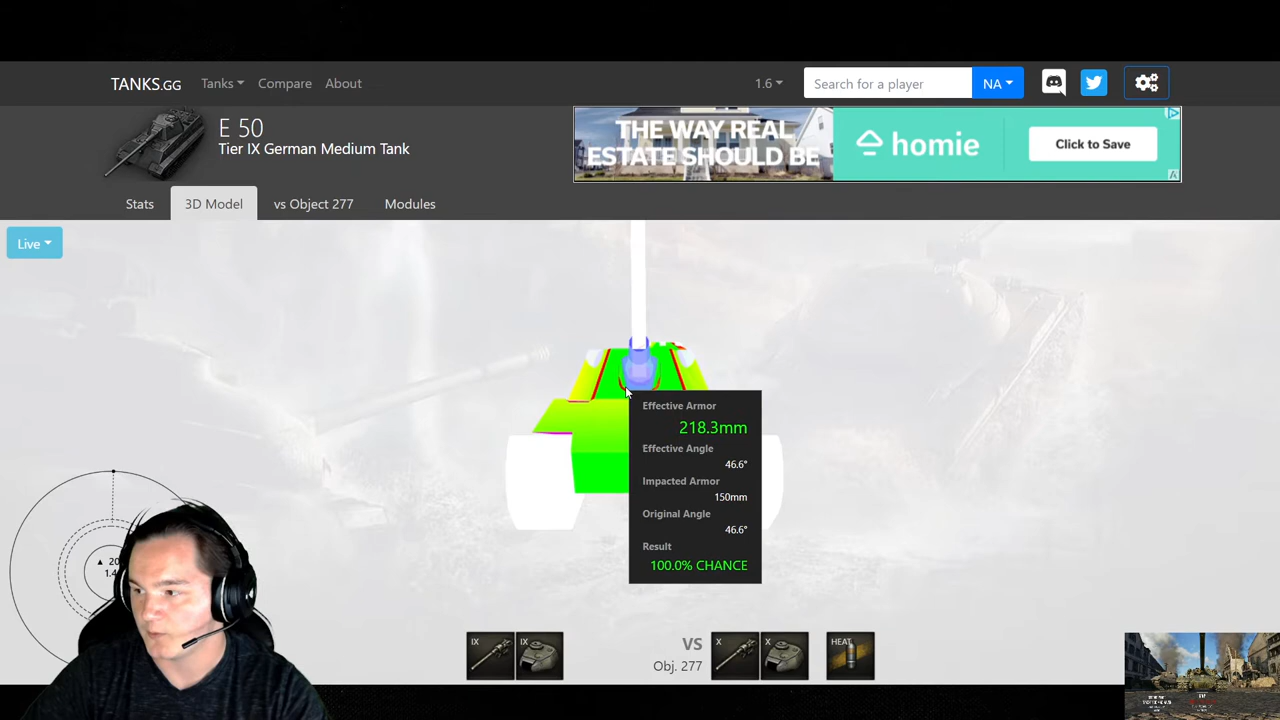 TANKS.GG Tanks Compare About 1.6 Search for a player NA
E 50
Tier IX German Medium Tank
THE WAY REAL
ESTATE SHOULD BE
homie
Click to Save
Stats 3D Model vs Object 277 Modules
Live
Effective Armor
218.3mm
Effective Angle
46.6°
Impacted Armor
150mm
Original Angle
46.6°
Result
100.0% CHANCE
IX IX VS X X HEAT
Obj. 277